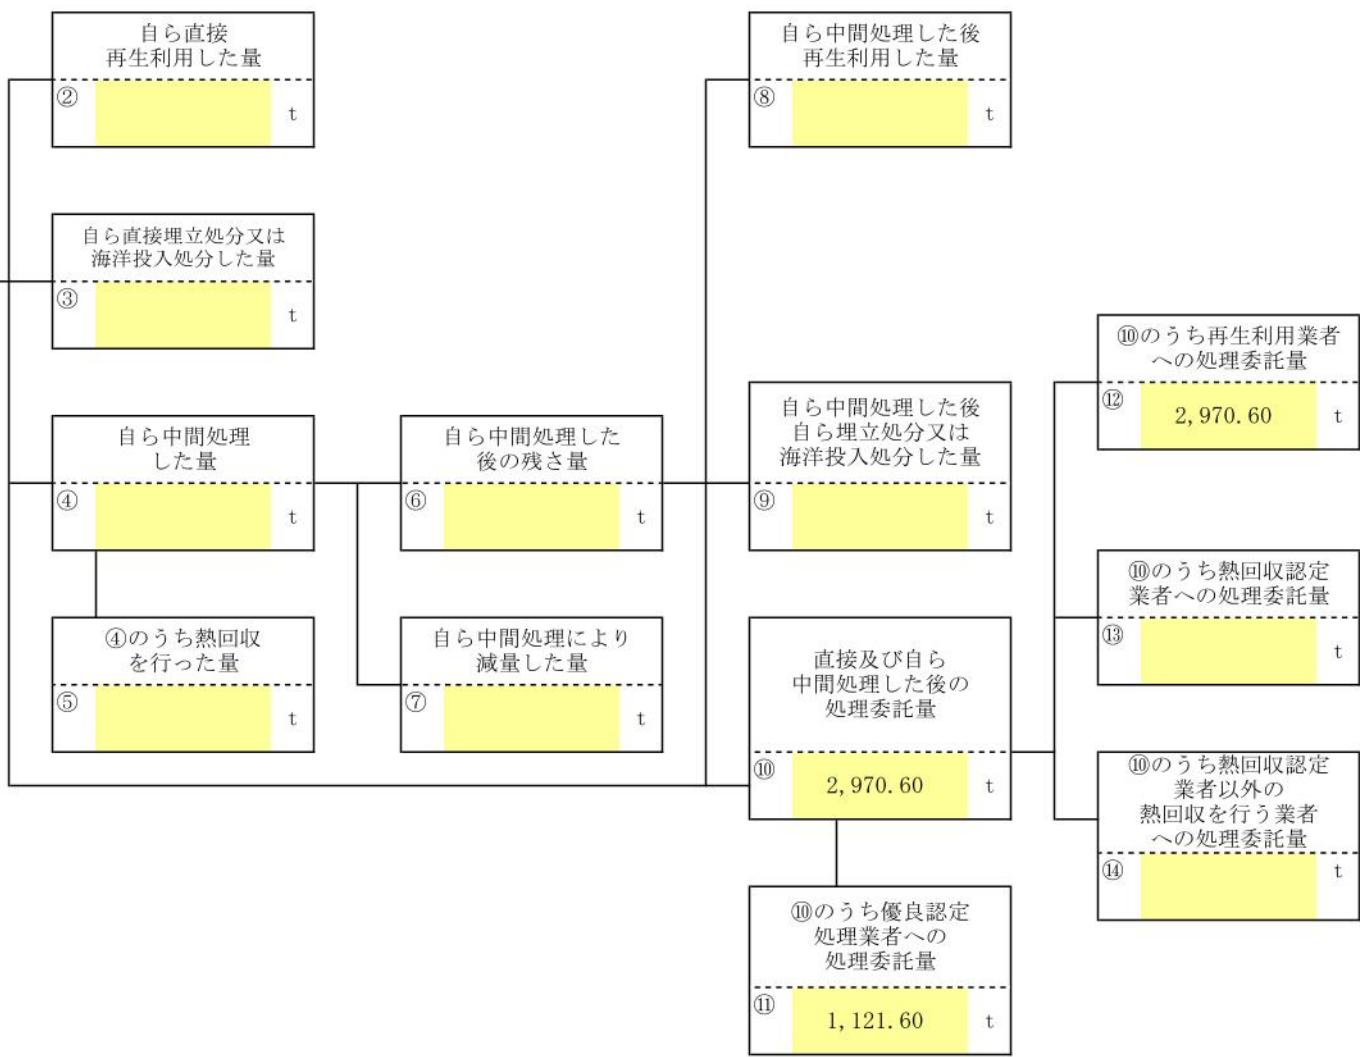 自ら直接
再生利用した量
②
t
自ら中間処理した後
再生利用した量
⑧
t
自ら直接埋立処分又は
海洋投入処分した量
③
t
⑩のうち再生利用業者
への処理委託量
⑫
2,970.60
t
自ら中間処理
した量
④
t
自ら中間処理した
後の残さ量
⑥
t
自ら中間処理した後
自ら埋立処分又は
海洋投入処分した量
⑨
t
⑩のうち熱回収認定
業者への処理委託量
⑬
t
④のうち熱回収
を行った量
⑤
t
自ら中間処理により
減量した量
⑦
t
直接及び自ら
中間処理した後の
処理委託量
⑩
2,970.60
t
⑩のうち熱回収認定
業者以外の
熱回収を行う業者
への処理委託量
⑭
t
⑩のうち優良認定
処理業者への
処理委託量
⑪
1,121.60
t